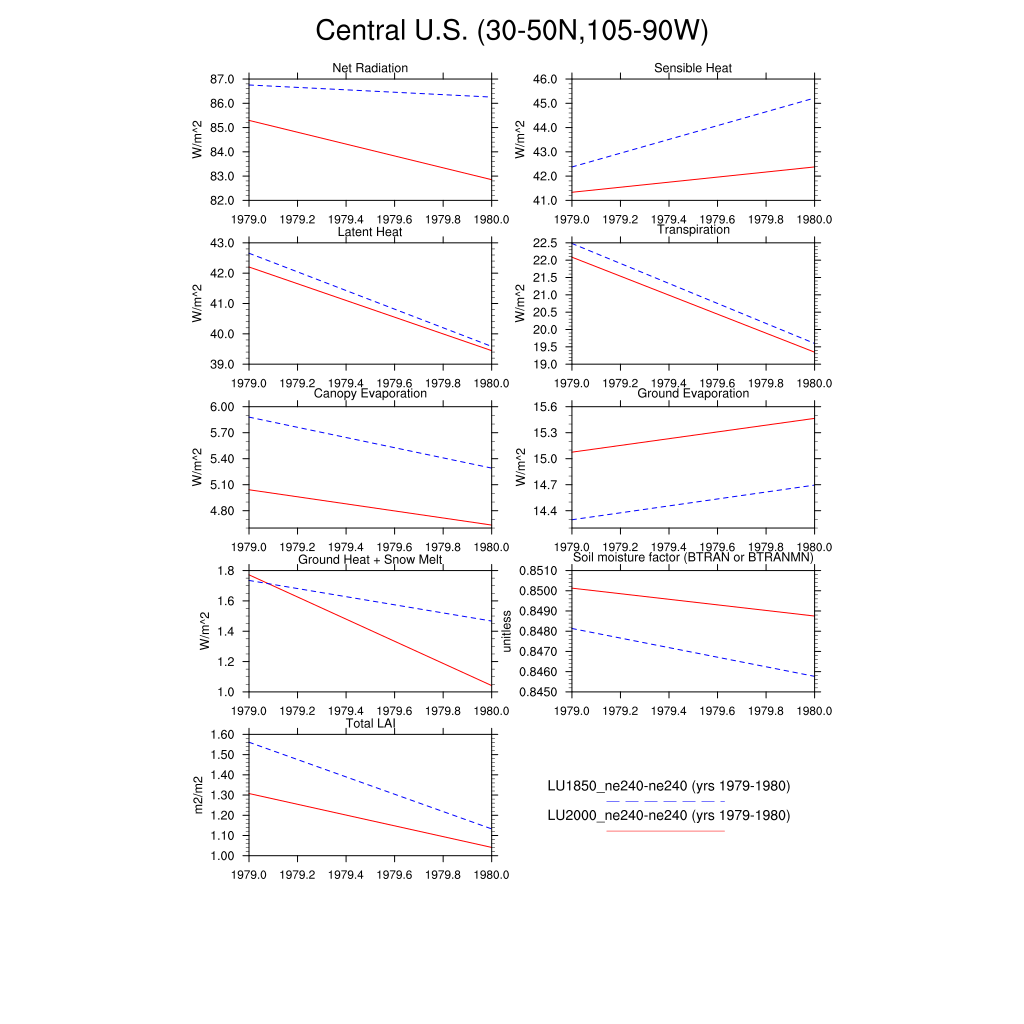 Central U.S. (30-50N,105-90W)
Net Radiation
87.0
86.0
85.0
84.0
83.0
82.0
W/m^2
1979.0 1979.2 1979.4 1979.6 1979.8 1980.0
Sensible Heat
46.0
45.0
44.0
43.0
42.0
41.0
W/m^2
1979.0 1979.2 1979.4 1979.6 1979.8 1980.0
Latent Heat
43.0
42.0
41.0
40.0
39.0
W/m^2
1979.0 1979.2 1979.4 1979.6 1979.8 1980.0
Transpiration
22.5
22.0
21.5
21.0
20.5
20.0
19.5
19.0
W/m^2
1979.0 1979.2 1979.4 1979.6 1979.8 1980.0
Canopy Evaporation
6.00
5.70
5.40
5.10
4.80
W/m^2
1979.0 1979.2 1979.4 1979.6 1979.8 1980.0
Ground Evaporation
15.6
15.3
15.0
14.7
14.4
W/m^2
1979.0 1979.2 1979.4 1979.6 1979.8 1980.0
Ground Heat + Snow Melt
1.8
1.6
1.4
1.2
1.0
W/m^2
1979.0 1979.2 1979.4 1979.6 1979.8 1980.0
Soil moisture factor (BTRAN or BTRANMN)
0.8510
0.8500
0.8490
0.8480
0.8470
0.8460
0.8450
unitless
1979.0 1979.2 1979.4 1979.6 1979.8 1980.0
Total LAI
1.60
1.50
1.40
1.30
1.20
1.10
1.00
m2/m2
1979.0 1979.2 1979.4 1979.6 1979.8 1980.0
LU1850_ne240-ne240 (yrs 1979-1980)
LU2000_ne240-ne240 (yrs 1979-1980)